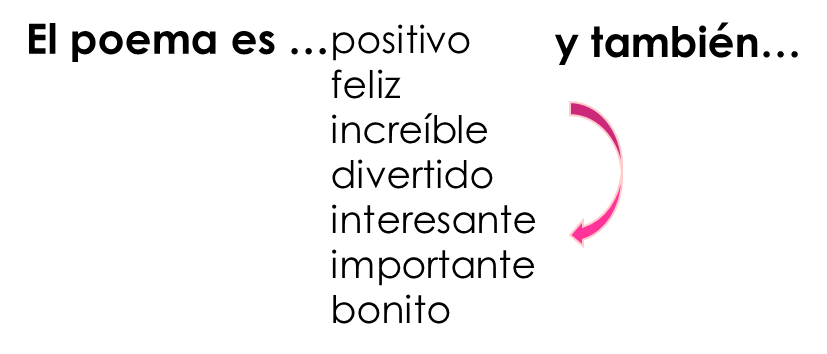 El poema es ...positivo y también...
feliz
increíble
divertido
interesante
importante
bonito